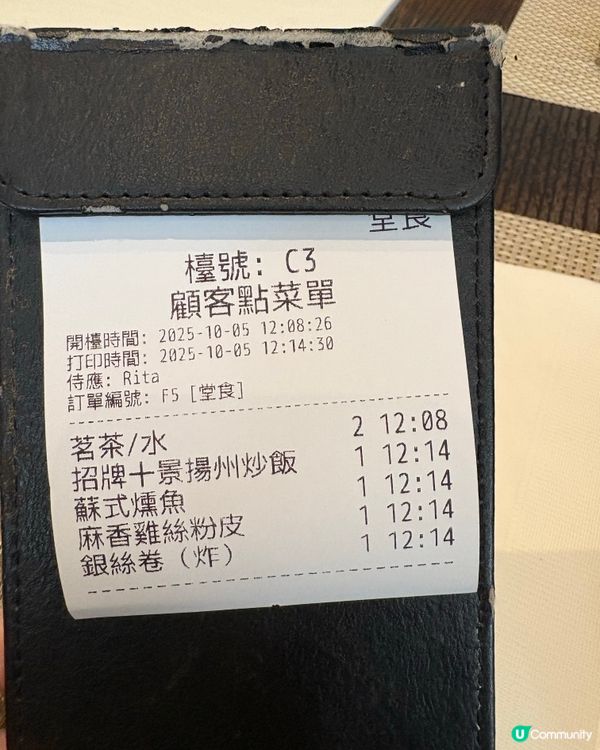 堂食
檯號: C3
顧客點菜單
開檯時間: 2025-10-05 12:08:26
打印時間: 2025-10-05 12:14:30
侍應: Rita
訂單編號: F5 [堂食]
茗茶/水 2 12:08
招牌十景揚州炒飯 1 12:14
蘇式燻魚 1 12:14
麻香雞絲粉皮 1 12:14
銀絲卷 (炸) 1 12:14
U Community